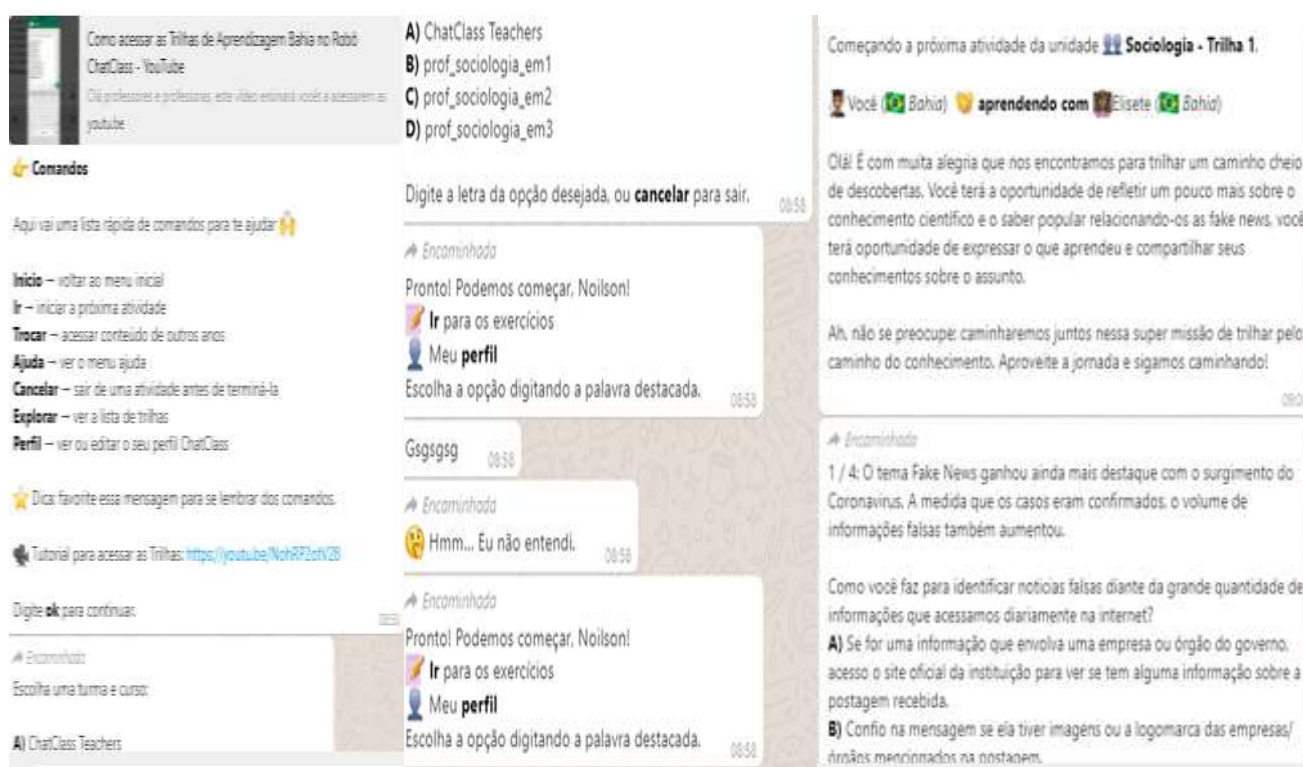 Como acessar as Trilhas de Aprendizagem Bahia no Robô
ChatClass - YouTube
Olá professores e professoras, este vídeo ensinará vocês a acessarem as
youtube
Comandos
Aqui vai uma lista rápida de comandos para te ajudar
Início – voltar ao menu inicial
Ir – iniciar a próxima atividade
Trocar – acessar conteúdo de outros anos
Ajuda – ver o menu ajuda
Cancelar – sair de uma atividade antes de terminá-la
Explorar – ver a lista de trilhas
Perfil – ver ou editar o seu perfil ChatClass
Dica: favorite essa mensagem para se lembrar dos comandos.
Tutorial para acessar as Trilhas:
Digite ok para continuar.
Encaminhada
Escolha uma turma e curso:
A) ChatClass Teachers
A) ChatClass Teachers
B) prof_sociologia_em1
C) prof_sociologia_em2
D) prof_sociologia_em3
Digite a letra da opção desejada, ou cancelar para sair.
08:58
Encaminhada
Pronto! Podemos começar, Noilson!
Ir para os exercícios
Meu perfil
Escolha a opção digitando a palavra destacada.
08:58
Gsgsgsg
08:58
Encaminhada
Hmm... Eu não entendi.
08:58
Encaminhada
Pronto! Podemos começar, Noilson!
Ir para os exercícios
Meu perfil
Escolha a opção digitando a palavra destacada.
08:58
Começando a próxima atividade da unidade Sociologia - Trilha 1.
Você (Bahia) aprendendo com Elisete (Bahia)
Olá! É com muita alegria que nos encontramos para trilhar um caminho cheio
de descobertas. Você terá a oportunidade de refletir um pouco mais sobre o
conhecimento científico e o saber popular relacionando-os as fake news, você
terá oportunidade de expressar o que aprendeu e compartilhar seus
conhecimentos sobre o assunto.
Ah, não se preocupe: caminharemos juntos nessa super missão de trilhar pelo
caminho do conhecimento. Aproveite a jornada e sigamos caminhando!
Encaminhada
1 / 4: O tema Fake News ganhou ainda mais destaque com o surgimento do
Coronavírus. A medida que os casos eram confirmados, o volume de
informações falsas também aumentou.
Como você faz para identificar notícias falsas diante da grande quantidade de
informações que acessamos diariamente na internet?
A) Se for uma informação que envolva uma empresa ou órgão do governo,
acesso o site oficial da instituição para ver se tem alguma informação sobre a
postagem recebida.
B) Confio na mensagem se ela tiver imagens ou a logomarca das empresas/
órgãos mencionados na postagem.